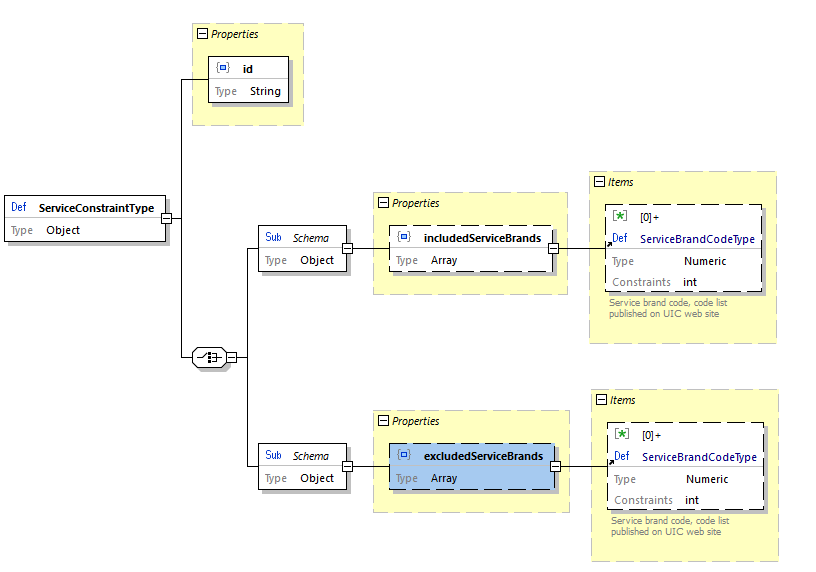 Properties
id
Type String
Def ServiceConstraintType
Type Object
Sub Schema
Type Object
Properties
includedServiceBrands
Type Array
Items
[0]+
Def ServiceBrandCodeType
Type Numeric
Constraints int
Service brand code, code list
published on UIC web site
Sub Schema
Type Object
Properties
excludedServiceBrands
Type Array
Items
[0]+
Def ServiceBrandCodeType
Type Numeric
Constraints int
Service brand code, code list
published on UIC web site